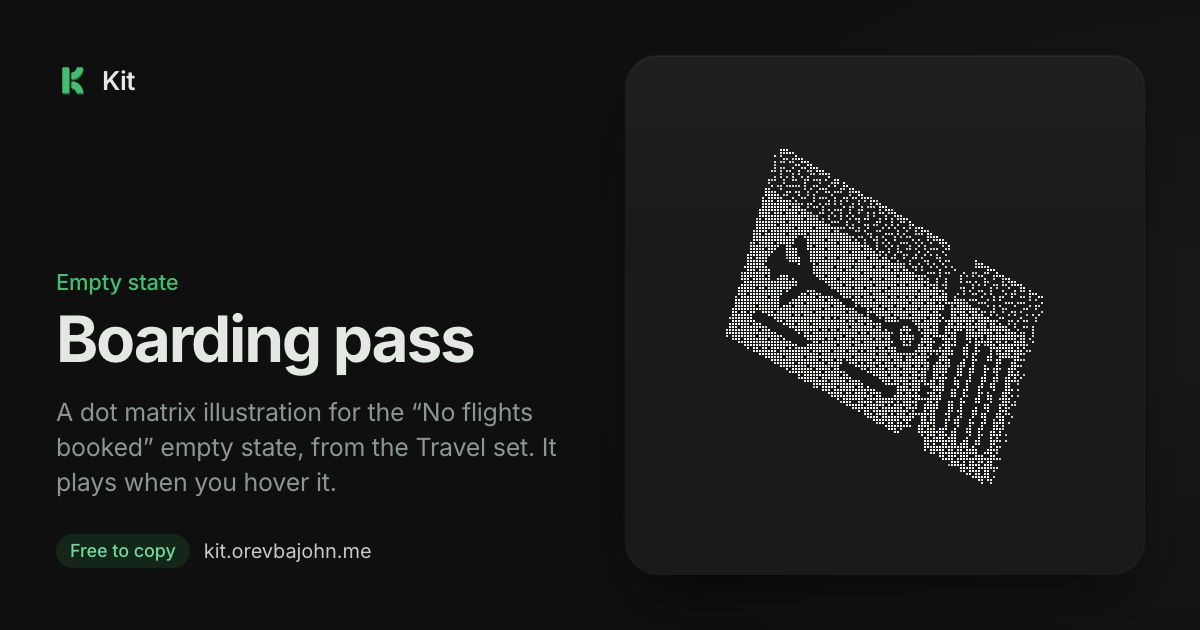 Kit
Empty state
Boarding pass
A dot matrix illustration for the “No flights
booked” empty state, from the Travel set. It
plays when you hover it.
Free to copy
kit.orevbajohn.me